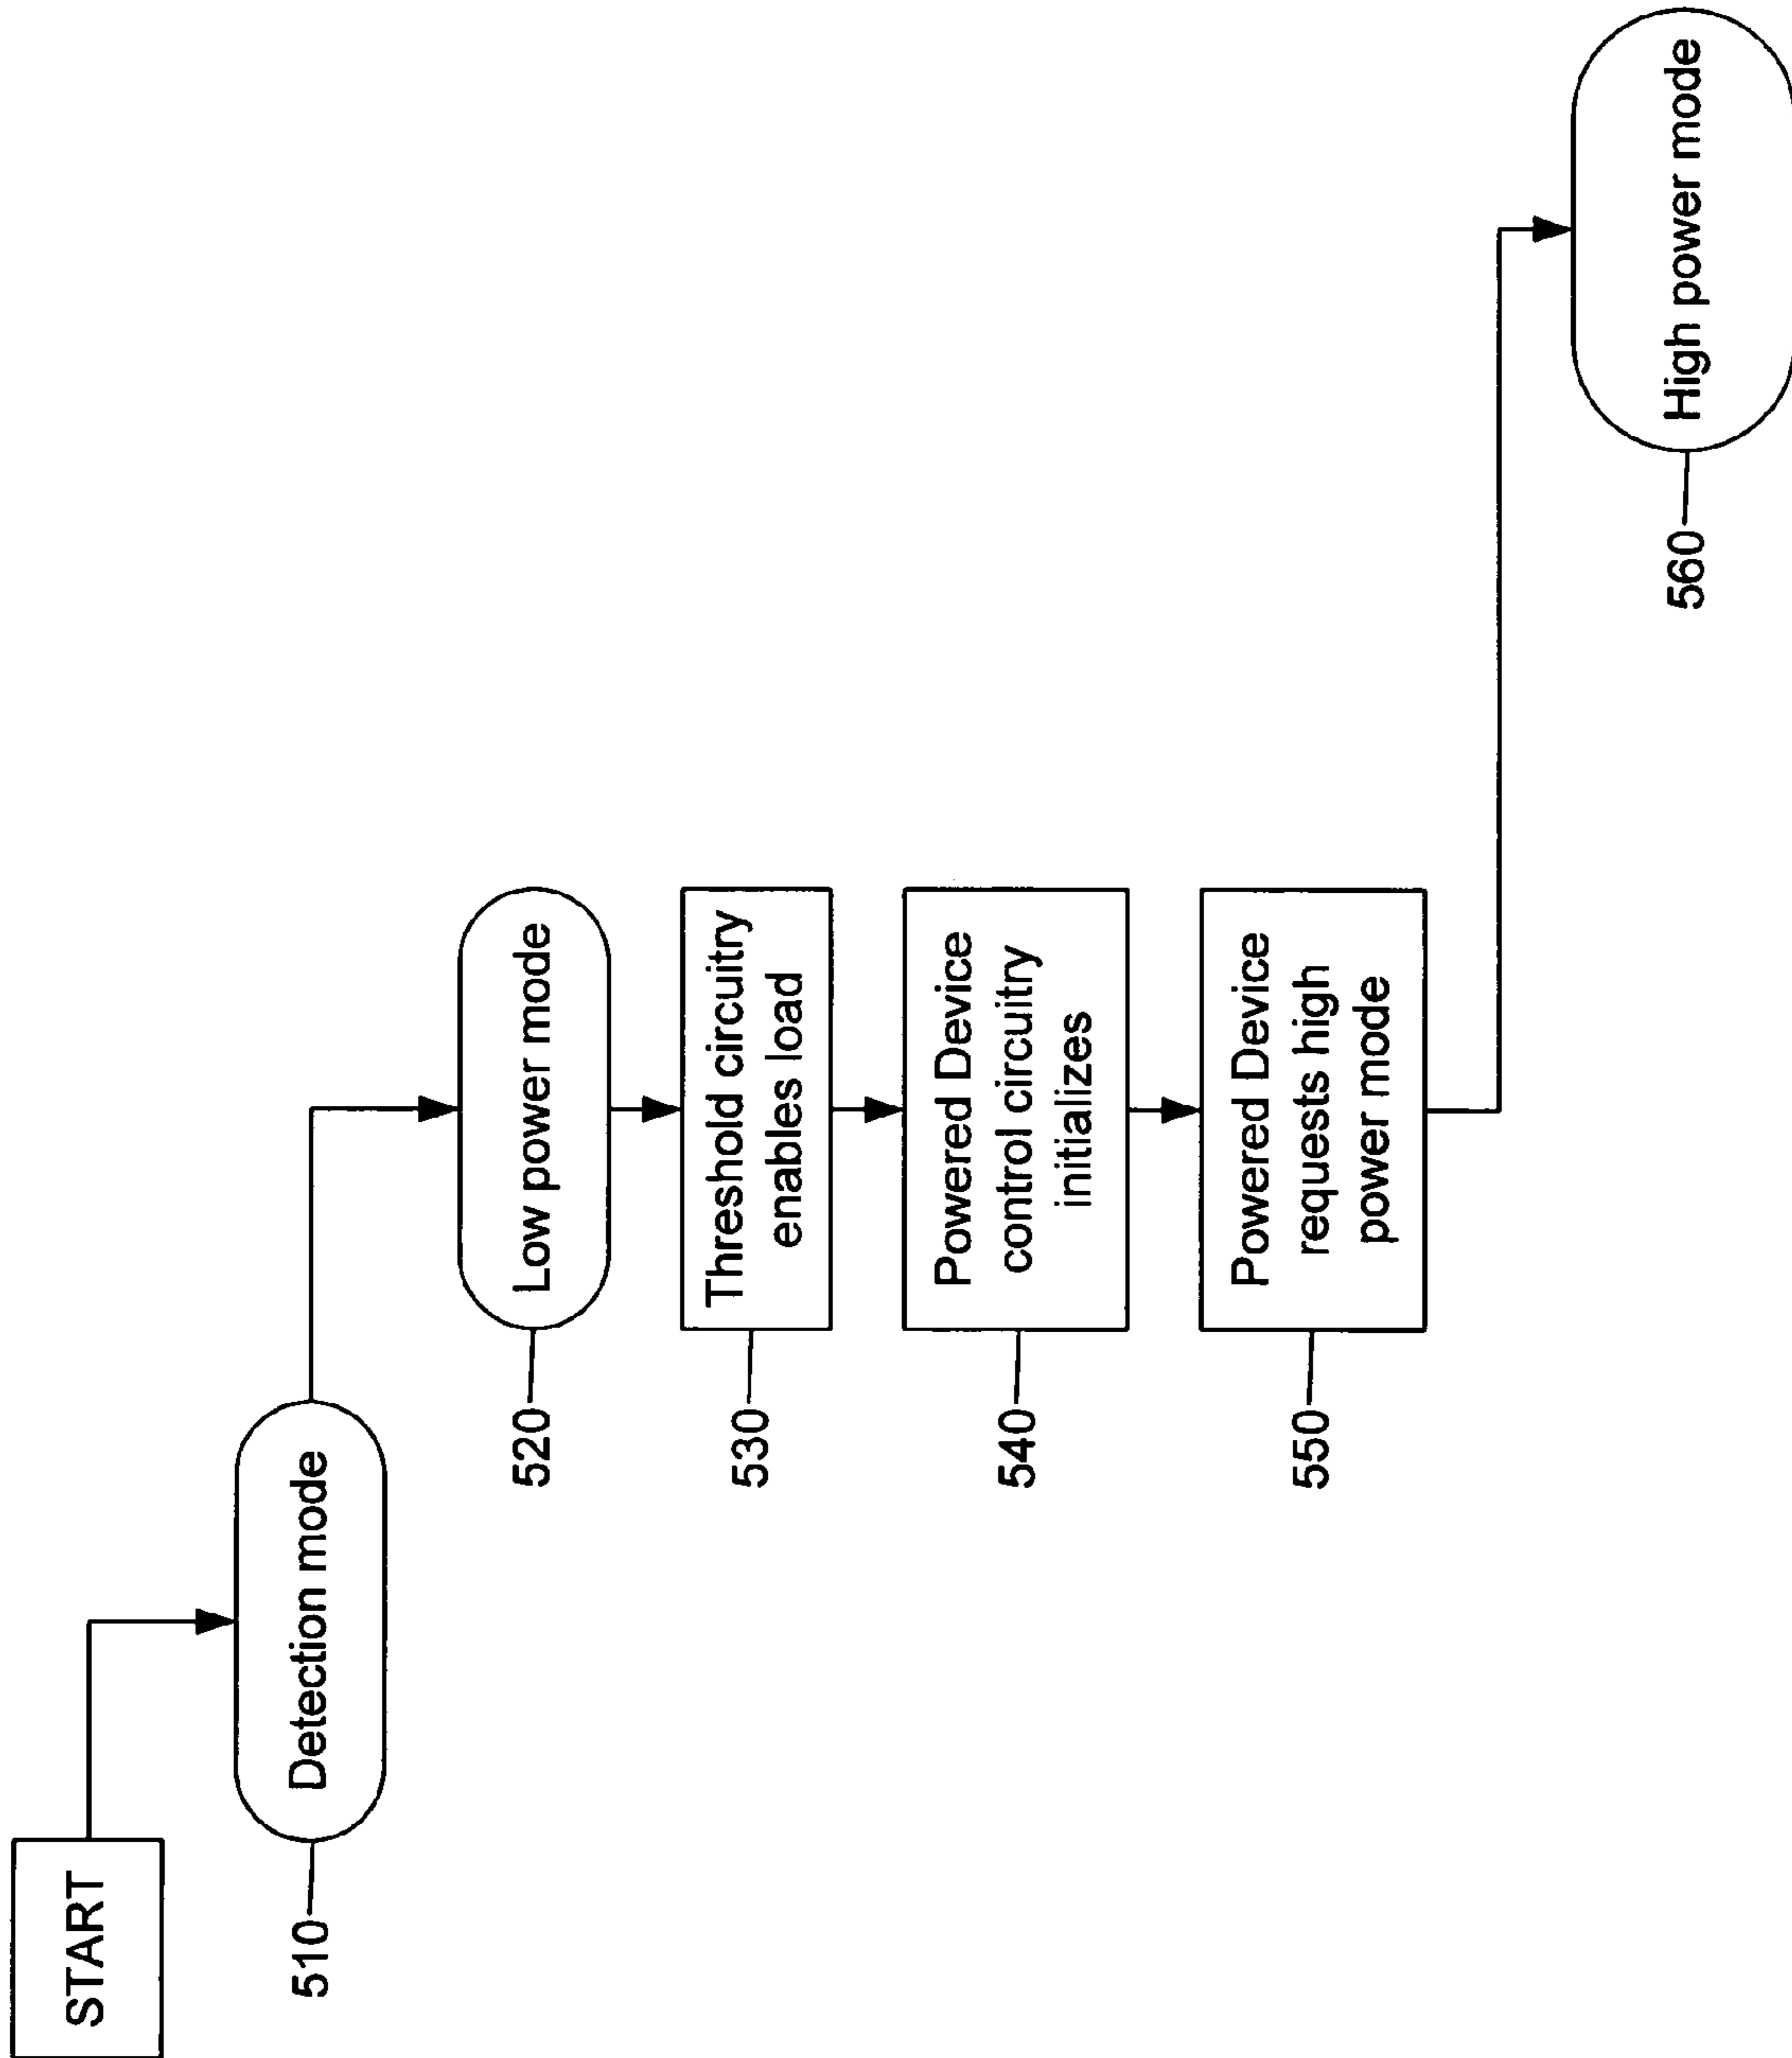 START
510
Detection mode
520
Low power mode
530
Threshold circuitry
enables load
540
Powered Device
control circuitry
initializes
550
Powered Device
requests high
power mode
560
High power mode